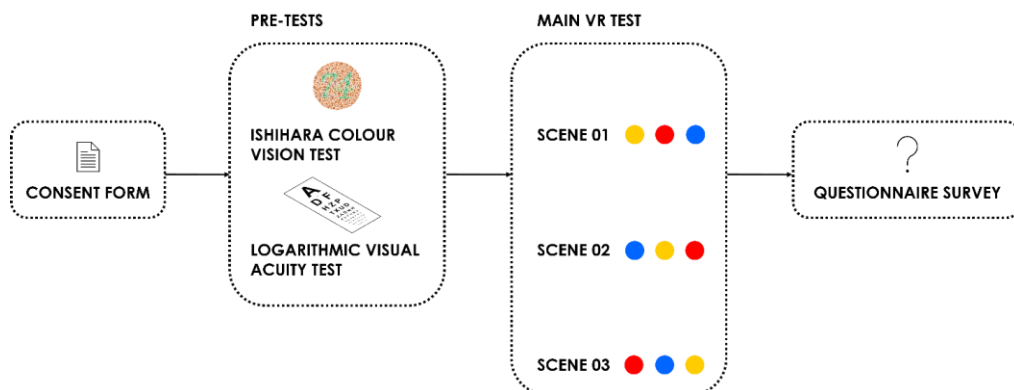 PRE-TESTS
MAIN VR TEST
ISHIHARA COLOUR
VISION TEST
SCENE 01
CONSENT FORM
QUESTIONNAIRE SURVEY
A
D F
H Z P
T X U D
LOGARITHMIC VISUAL
ACUITY TEST
SCENE 02
SCENE 03